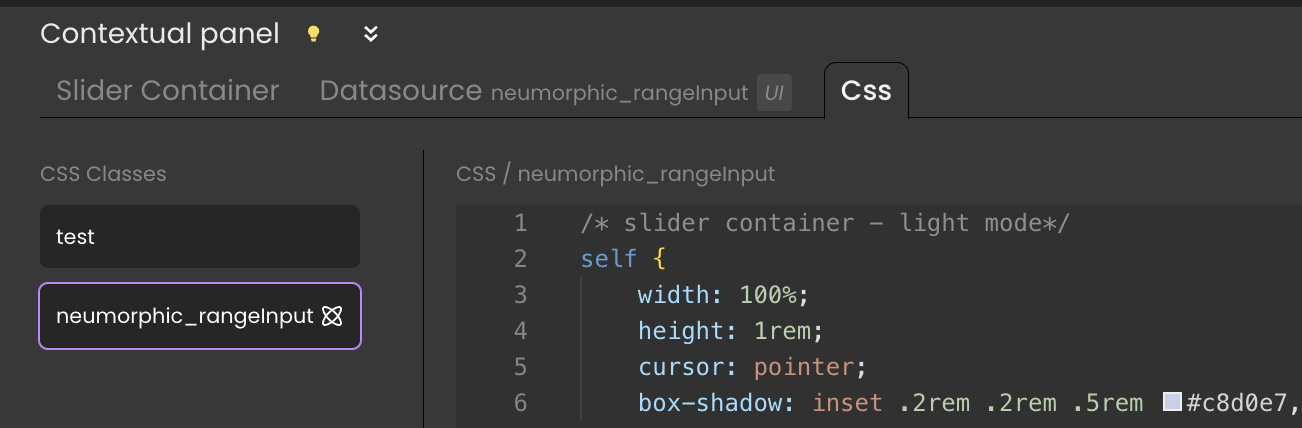 Contextual panel
Slider Container Datasource neumorphic_rangeInput UI Css
CSS Classes
test
neumorphic_rangeInput
CSS / neumorphic_rangeInput
1 /* slider container - light mode*/
2 self {
3 width: 100%;
4 height: 1rem;
5 cursor: pointer;
6 box-shadow: inset .2rem .2rem .5rem #c8d0e7,